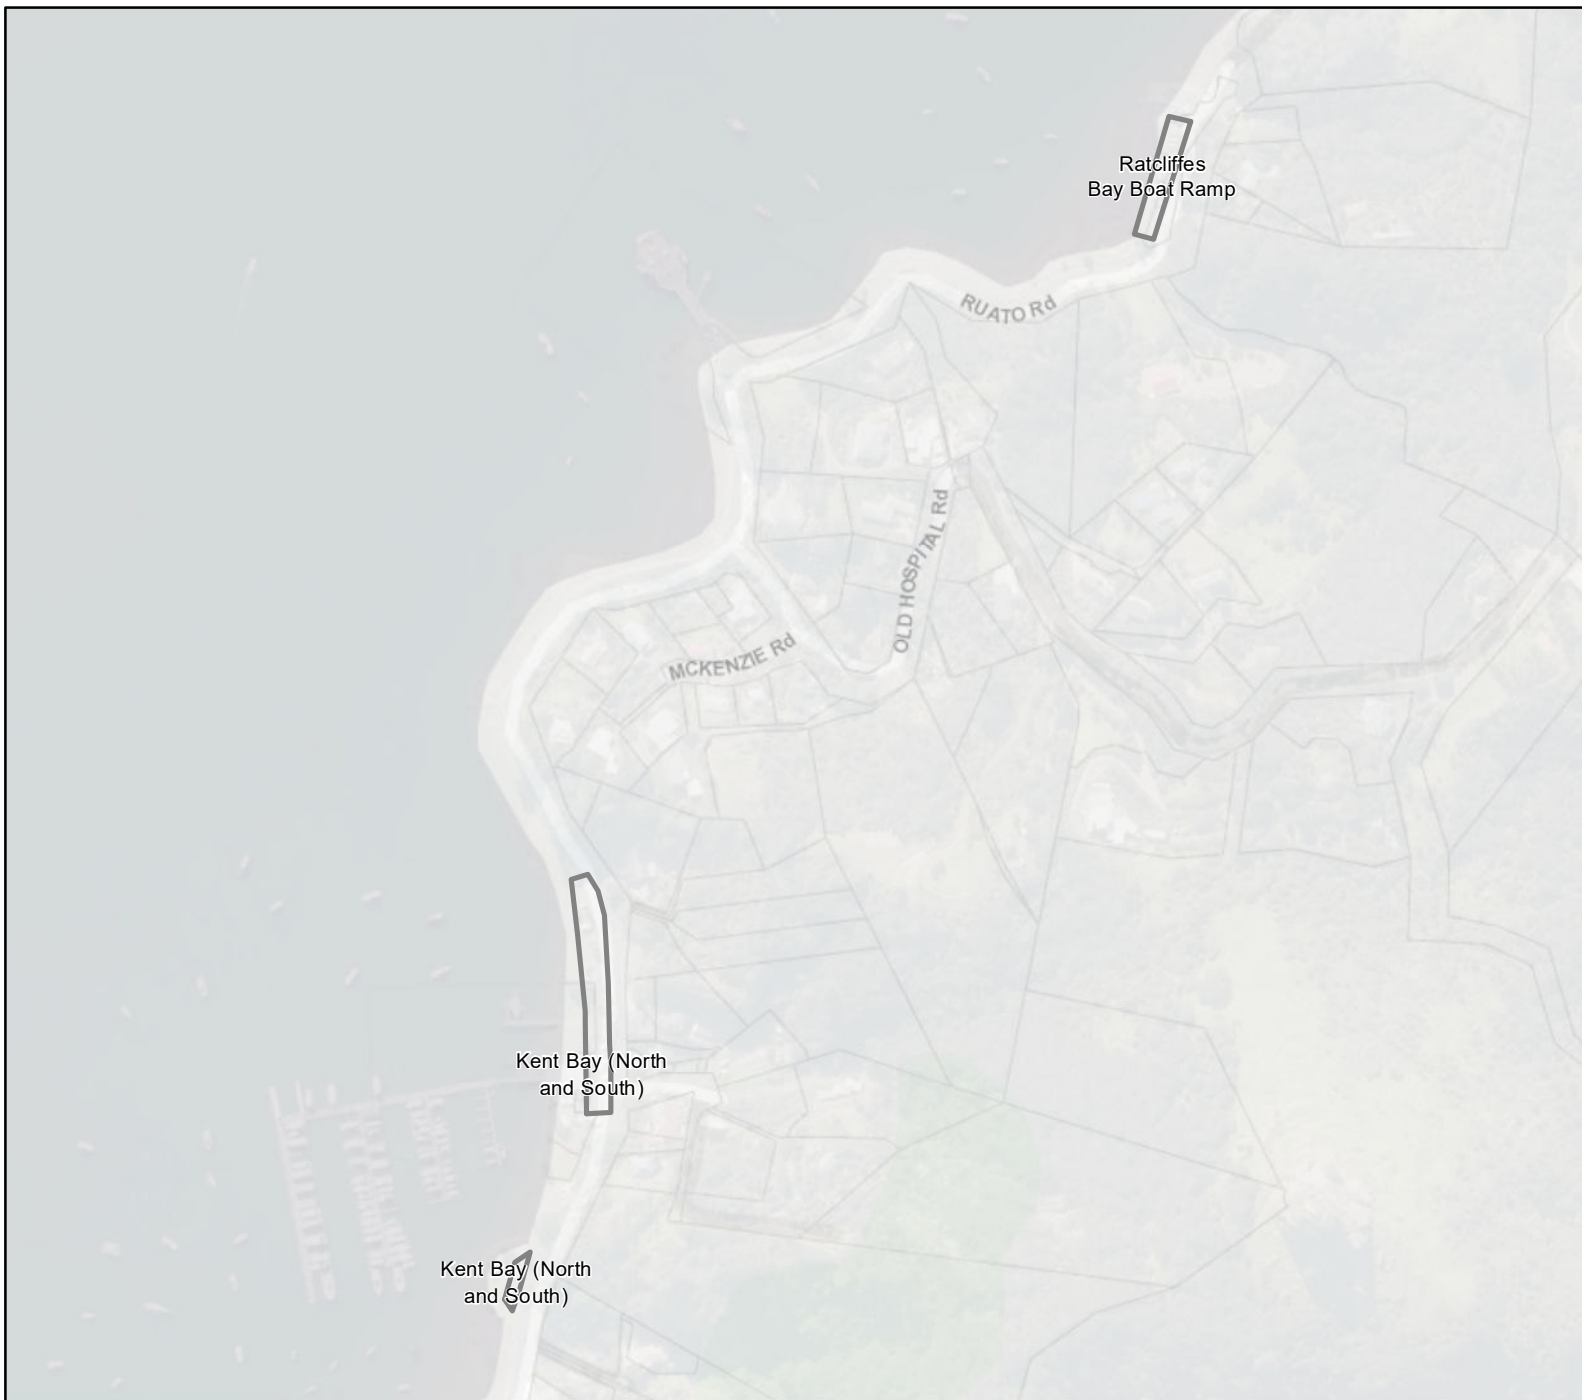 Ratcliffes
Bay Boat Ramp
RUATO Rd
OLD HOSPITAL Rd
MCKENZIE Rd
Kent Bay (North
and South)
Kent Bay (North
and South)